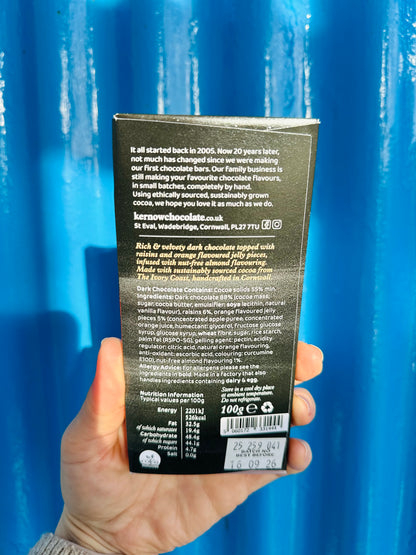 It all started back in 2005. Now 20 years later,
not much has changed since we were making
our first chocolate bars. Our family business is
still making your favourite chocolate flavours,
in small batches, completely by hand.
Using ethically sourced, sustainably grown
cocoa, we hope you love it as much as we do.
kernowchocolate.co.uk
St Eval, Wadebridge, Cornwall, PL27 7TU
Rich & velvety dark chocolate topped with
raisins and orange flavoured jelly pieces,
infused with nut-free almond flavouring.
Made with sustainably sourced cocoa from
The Ivory Coast, handcrafted in Cornwall.
Dark Chocolate Contains: Cocoa solids 55% min.
Ingredients: Dark chocolate 88% (cocoa mass,
sugar, cocoa butter, emulsifier: soya lecithin, natural
vanilla flavour), raisins 6%, orange flavoured jelly
pieces 5% (concentrated apple puree, concentrated
orange juice, humectant: glycerol, fructose glucose
syrup, glucose syrup, wheat fibre, sugar, rice starch,
palm fat (RSPO-SG), gelling agent: pectin, acidity
regulator: citric acid, natural orange flavouring,
anti-oxidant: ascorbic acid, colouring: curcumine
E100), nut-free almond flavouring 1%.
Allergy Advice: For allergens please see the
ingredients in bold. Made in a factory that also
handles ingredients containing dairy & egg.
Nutrition Information
Typical values per 100g
Energy 2201kJ
526kcal
Fat 32.5g
of which saturates 19.4g
Carbohydrate 48.4g
of which sugars 44.1g
Protein 4.7g
Salt 0.0g
Store in a cool dry place
at ambient temperature.
Do not refrigerate.
100g e
25 259 041
BATCH NO
BEST BEFORE
16 09 26